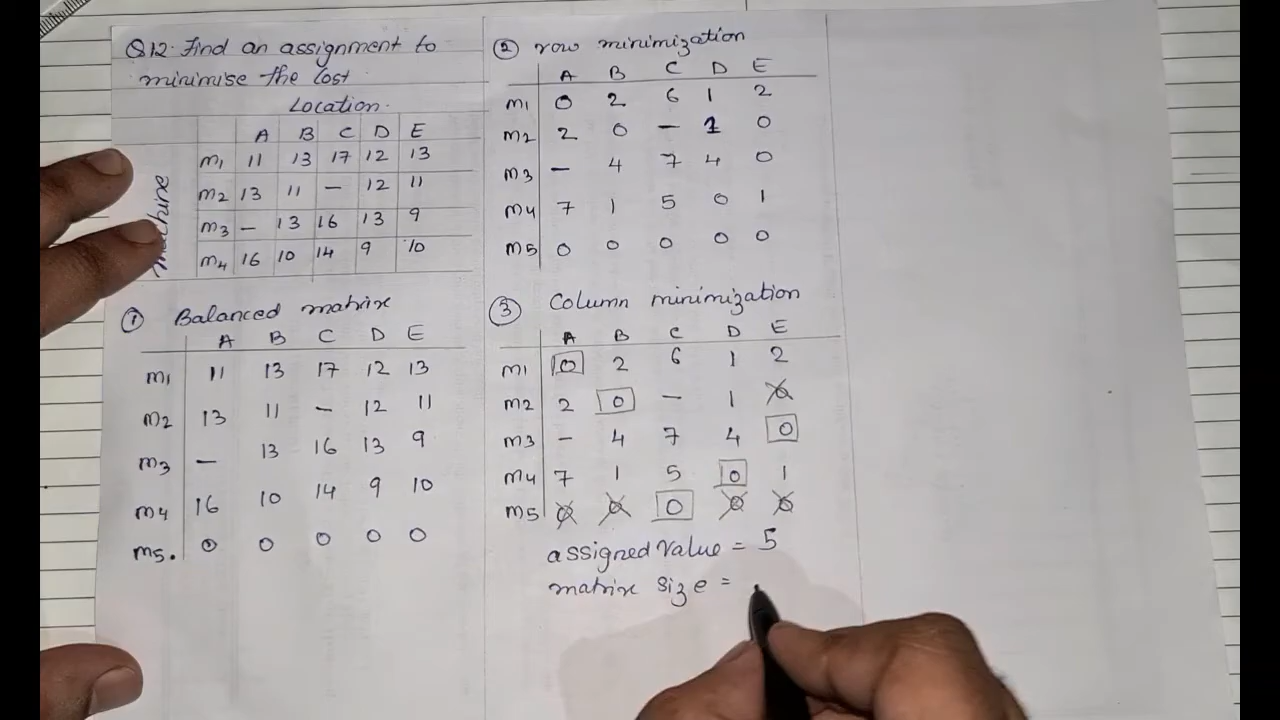 Q12. Find an assignment to
minimise the Cost
Location.
A B C D E
Machine
M1 11 13 17 12 13
M2 13 11 - 12 11
M3 - 13 16 13 9
M4 16 10 14 9 10
① Balanced matrix
A B C D E
M1 11 13 17 12 13
M2 13 11 - 12 11
M3 - 13 16 13 9
M4 16 10 14 9 10
M5. 0 0 0 0 0
② row minimization
A B C D E
M1 0 2 6 1 2
M2 2 0 - 1 0
M3 - 4 7 4 0
M4 7 1 5 0 1
M5 0 0 0 0 0
③ Column minimization
A B C D E
M1 0 2 6 1 2
M2 2 0 - 1 0
M3 - 4 7 4 0
M4 7 1 5 0 1
M5 0 0 0 0 0
assigned value = 5
matrix size =